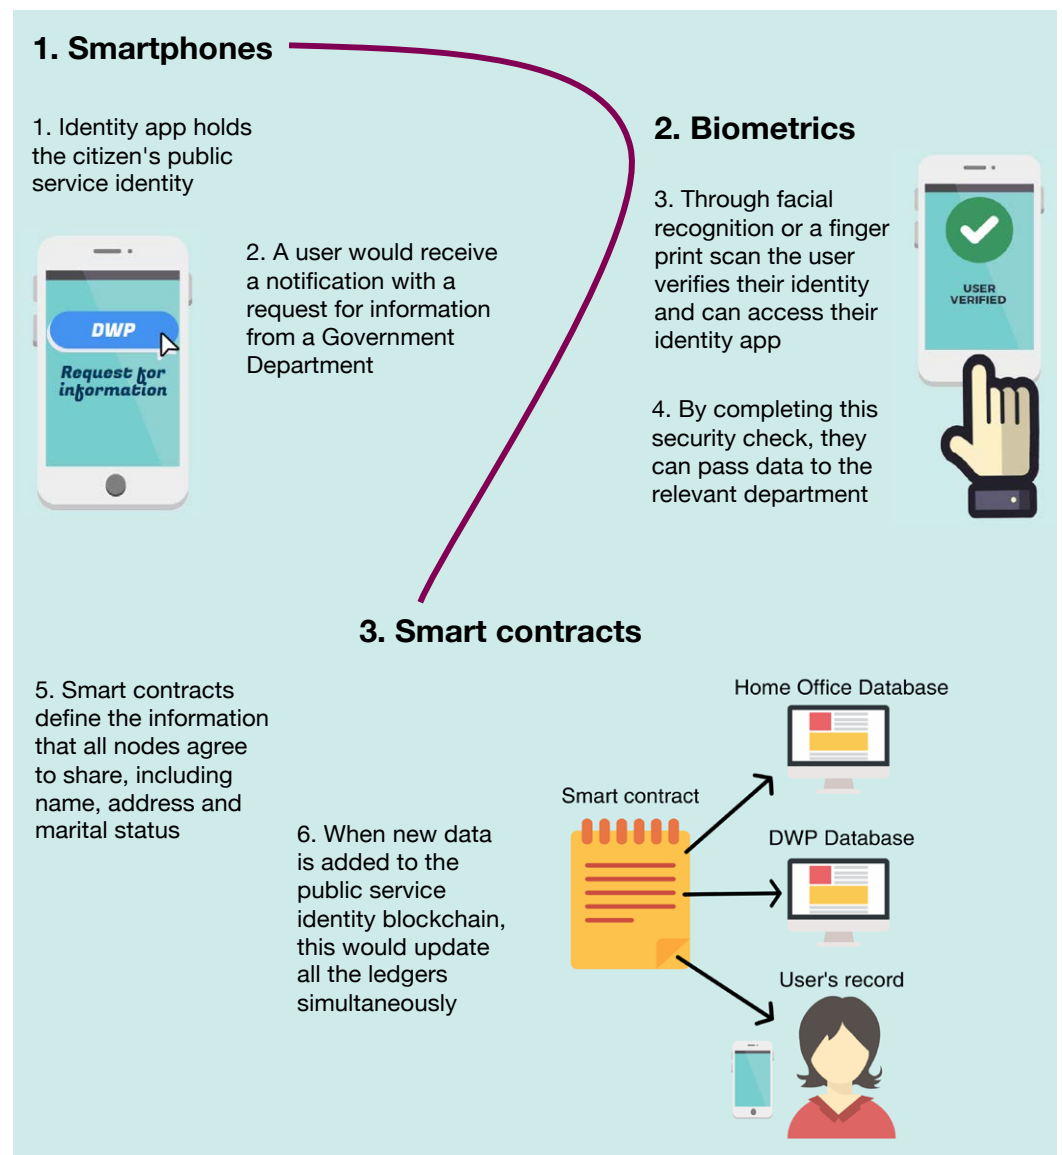 1. Smartphones
1. Identity app holds
the citizen's public
service identity
DWP
Request for
information
2. A user would receive
a notification with a
request for information
from a Government
Department
2. Biometrics
3. Through facial
recognition or a finger
print scan the user
verifies their identity
and can access their
identity app
USER
VERIFIED
4. By completing this
security check, they
can pass data to the
relevant department
3. Smart contracts
5. Smart contracts
define the information
that all nodes agree
to share, including
name, address and
marital status
6. When new data
is added to the
public service
identity blockchain,
this would update
all the ledgers
simultaneously
Smart contract
Home Office Database
DWP Database
User's record